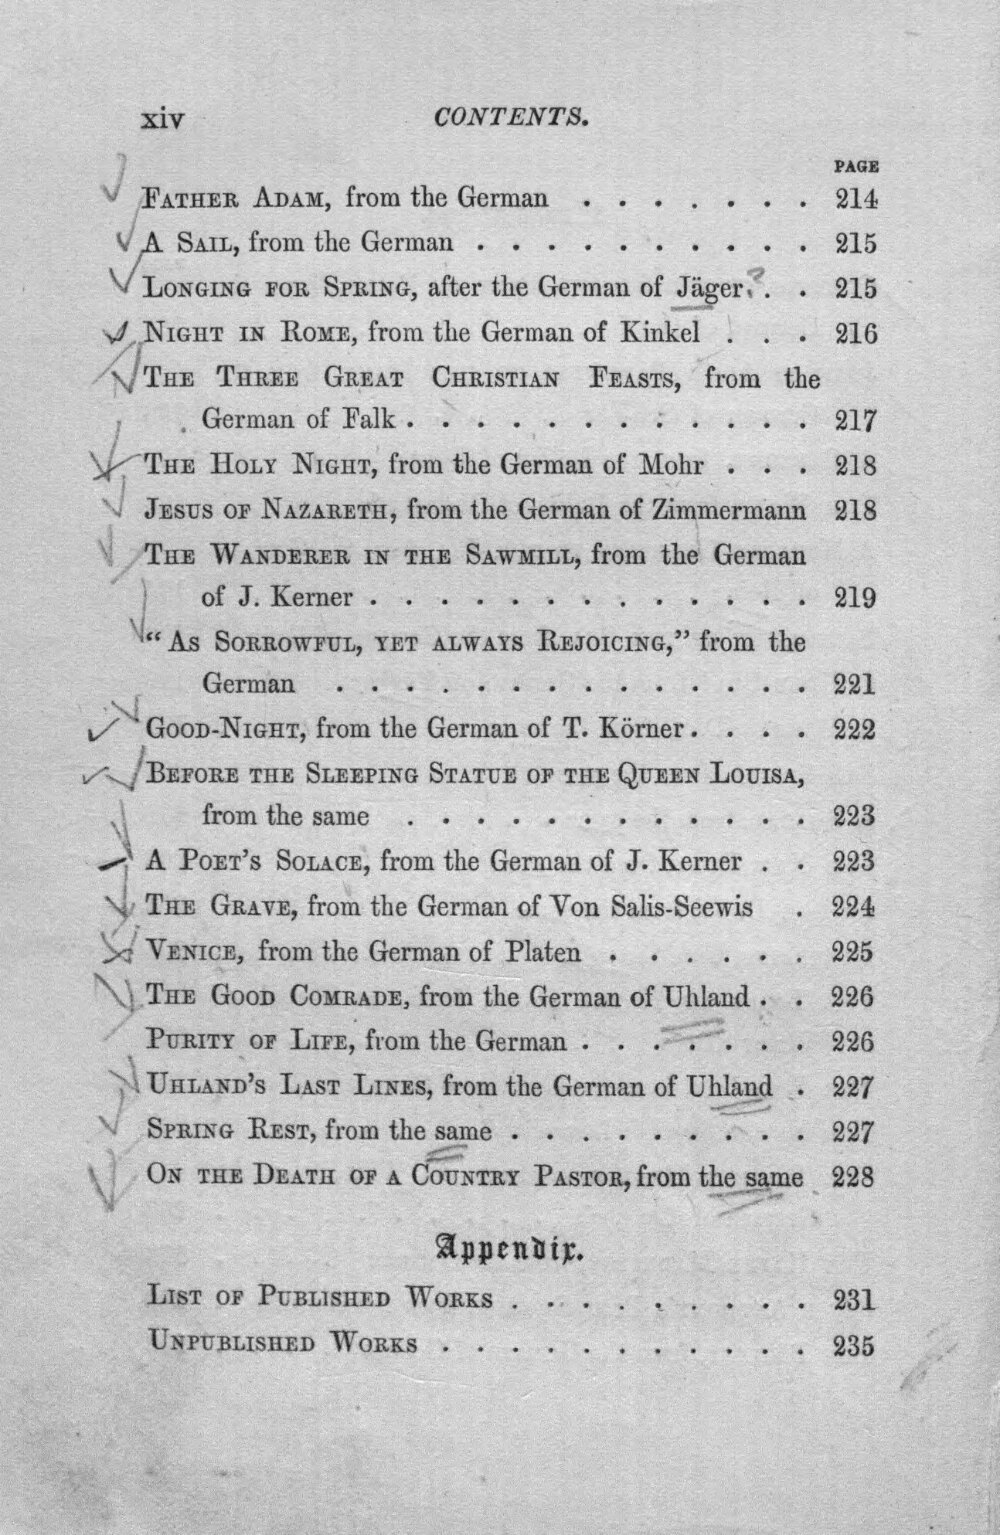 xiv CONTENTS.
PAGE
FATHER ADAM, from the German . . . . . . . 214
A SAIL, from the German . . . . . . . . . . 215
LONGING FOR SPRING, after the German of Jäger.? . . 215
NIGHT IN ROME, from the German of Kinkel . . . 216
THE THREE GREAT CHRISTIAN FEASTS, from the
German of Falk . . . . . . . . . . . . 217
THE HOLY NIGHT, from the German of Mohr . . . 218
JESUS OF NAZARETH, from the German of Zimmermann 218
THE WANDERER IN THE SAWMILL, from the German
of J. Kerner . . . . . . . . . . . . . 219
“AS SORROWFUL, YET ALWAYS REJOICING,” from the
German . . . . . . . . . . . . . . 221
GOOD-NIGHT, from the German of T. Körner . . . . 222
BEFORE THE SLEEPING STATUE OF THE QUEEN LOUISA,
from the same . . . . . . . . . . . . 223
A POET’S SOLACE, from the German of J. Kerner . . 223
THE GRAVE, from the German of Von Salis-Seewis . 224
VENICE, from the German of Platen . . . . . . 225
THE GOOD COMRADE, from the German of Uhland . . 226
PURITY OF LIFE, from the German . . . . . . . 226
UHLAND’S LAST LINES, from the German of Uhland . 227
SPRING REST, from the same . . . . . . . . . 227
ON THE DEATH OF A COUNTRY PASTOR, from the same 228
Appendix.
LIST OF PUBLISHED WORKS . . . . . . . . . 231
UNPUBLISHED WORKS . . . . . . . . . . . 235